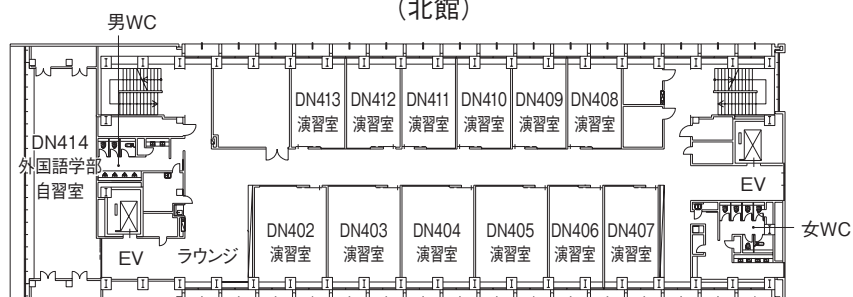 （北館）
男WC
DN413
演習室
DN412
演習室
DN411
演習室
DN410
演習室
DN409
演習室
DN408
演習室
DN414
外国語学部
自習室
EV
DN402
演習室
DN403
演習室
DN404
演習室
DN405
演習室
DN406
演習室
DN407
演習室
女WC
EV
ラウンジ